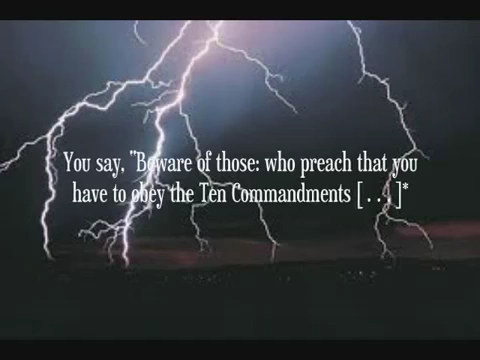 You say, "Beware of those: who preach that you
have to obey the Ten Commandments [ . . . ]*